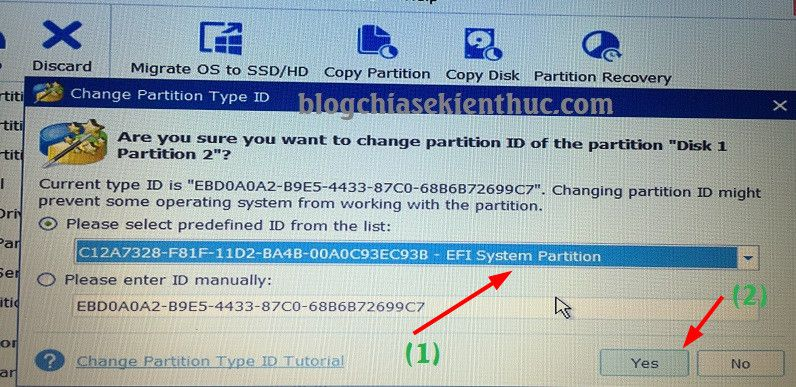 Discard
Migrate OS to SSD/HD
Copy Partition
Copy Disk
Partition Recovery
Change Partition Type ID
blogchiasekienthuc.com
Are you sure you want to change partition ID of the partition "Disk 1
Partition 2"?
Current type ID is "EBD0A0A2-B9E5-4433-87C0-68B6B72699C7". Changing partition ID might
prevent some operating system from working with the partition.
Please select predefined ID from the list:
C12A7328-F81F-11D2-BA4B-00A0C93EC93B - EFI System Partition
Please enter ID manually:
EBD0A0A2-B9E5-4433-87C0-68B6B72699C7
(1)
(2)
? Change Partition Type ID Tutorial
Yes
No